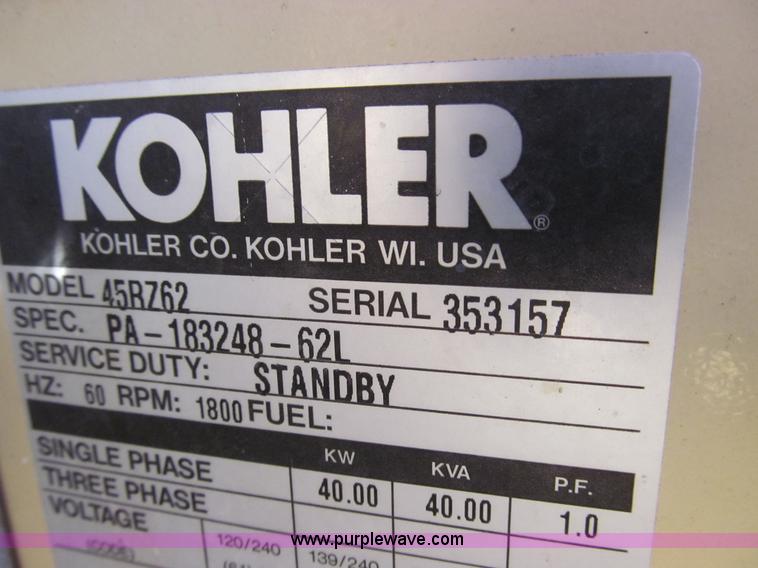 KOHLER®
KOHLER CO. KOHLER WI. USA
MODEL 45RZ62 SERIAL 353157
SPEC. PA-183248-62L
SERVICE DUTY: STANDBY
HZ: 60 RPM: 1800 FUEL:
KW KVA P.F.
SINGLE PHASE 40.00 40.00 1.0
THREE PHASE
VOLTAGE 120/240 139/240
(CODE)
www.purplewave.com